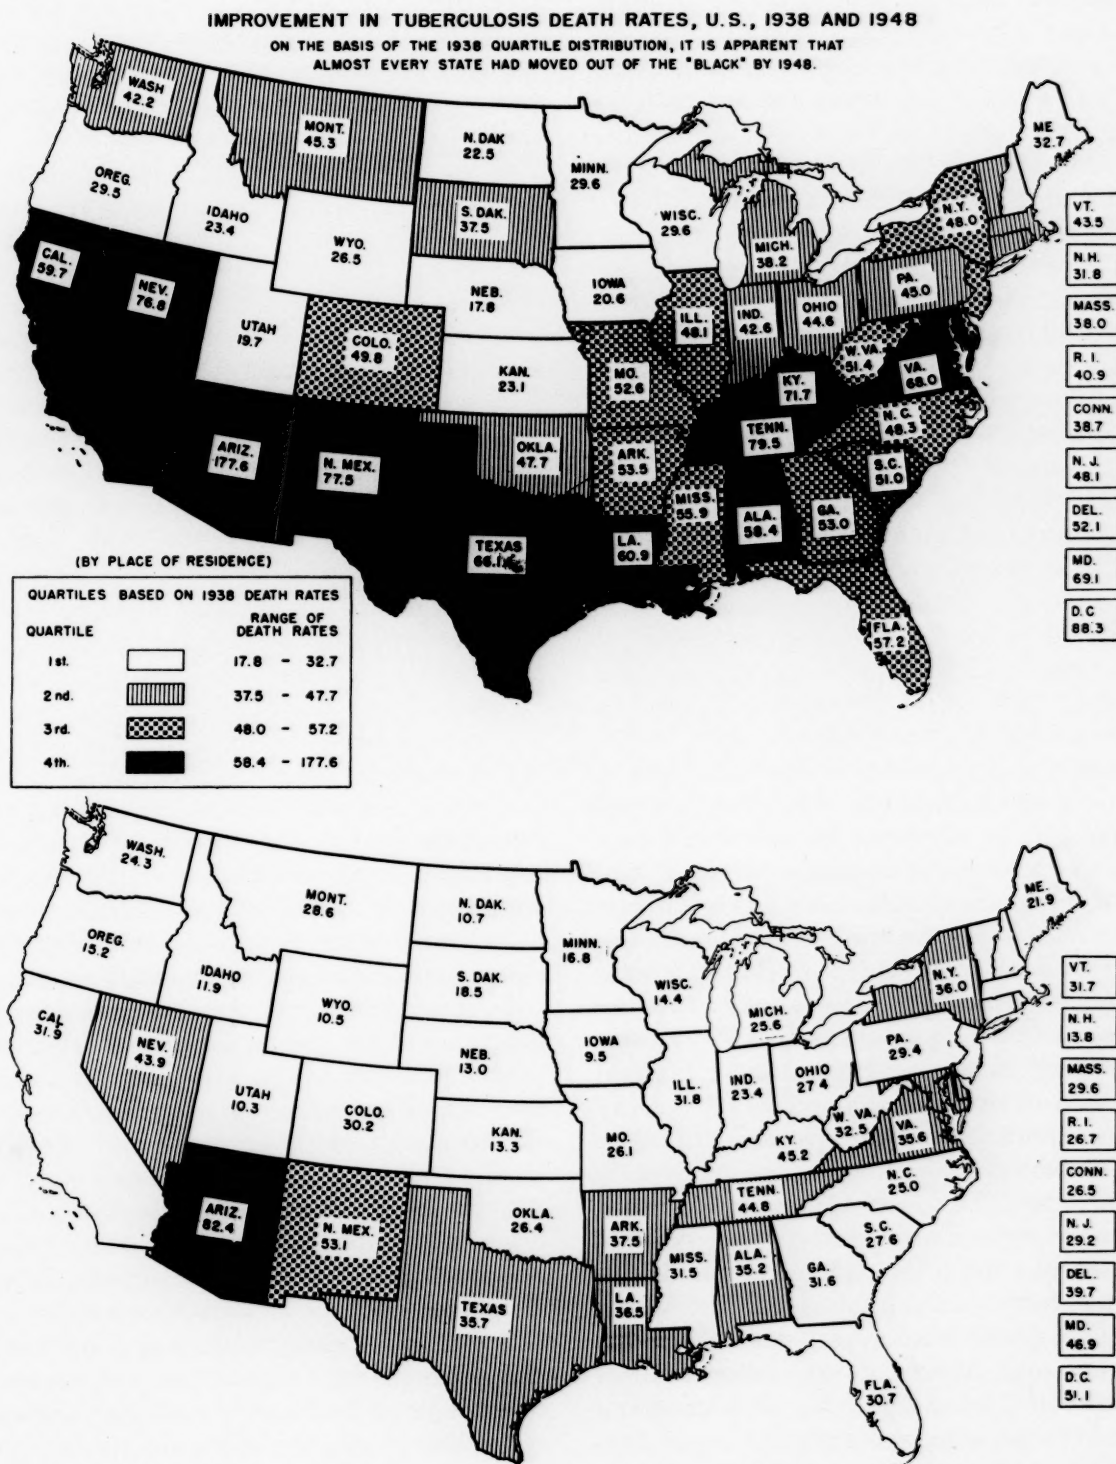 IMPROVEMENT IN TUBERCULOSIS DEATH RATES, U.S., 1938 AND 1948
ON THE BASIS OF THE 1938 QUARTILE DISTRIBUTION, IT IS APPARENT THAT
ALMOST EVERY STATE HAD MOVED OUT OF THE "BLACK" BY 1948.
WASH
42.2
MONT.
45.3
N. DAK
22.5
MINN.
29.6
ME
32.7
OREG.
29.5
IDAHO
23.4
WYO.
26.5
S. DAK.
37.5
WISC.
29.6
MICH.
38.2
N.Y.
48.0
CAL.
59.7
NEV.
76.8
UTAH
19.7
COLO.
49.8
NEB.
17.8
IOWA
20.6
ILL.
48.1
IND.
42.6
OHIO
44.6
PA.
45.0
KAN.
23.1
MO.
52.6
KY.
71.7
W. VA.
51.4
VA.
68.0
ARIZ.
177.6
N. MEX.
77.5
OKLA.
47.7
ARK.
53.5
TENN.
79.5
N. C.
48.3
S.C.
51.0
TEXAS
66.1
LA.
60.9
MISS.
55.9
ALA.
58.4
GA.
53.0
FLA.
57.2
VT.
43.5
N.H.
31.8
MASS.
38.0
R. I.
40.9
CONN.
38.7
N. J.
48.1
DEL.
52.1
MD.
69.1
D. C
88.3
(BY PLACE OF RESIDENCE)
QUARTILES BASED ON 1938 DEATH RATES
QUARTILE RANGE OF DEATH RATES
1st. 17.8 - 32.7
2nd. 37.5 - 47.7
3rd. 48.0 - 57.2
4th. 58.4 - 177.6
WASH.
24.3
MONT.
28.6
N. DAK.
10.7
MINN.
16.8
ME.
21.9
OREG.
15.2
IDAHO
11.9
WYO.
10.5
S. DAK.
18.5
WISC.
14.4
MICH.
25.6
N.Y.
36.0
CAL.
31.9
NEV.
43.9
UTAH
10.3
COLO.
30.2
NEB.
13.0
IOWA
9.5
ILL.
31.8
IND.
23.4
OHIO
27.4
PA.
29.4
KAN.
13.3
MO.
26.1
KY.
45.2
W. VA.
32.5
VA.
35.6
ARIZ.
82.4
N. MEX.
53.1
OKLA.
26.4
ARK.
37.5
TENN.
44.8
N. C.
25.0
S.C.
27.6
TEXAS
35.7
LA.
36.5
MISS.
31.5
ALA.
35.2
GA.
31.6
FLA.
30.7
VT.
31.7
N.H.
13.8
MASS.
29.6
R. I.
26.7
CONN.
26.5
N. J.
29.2
DEL.
39.7
MD.
46.9
D. C.
51.1